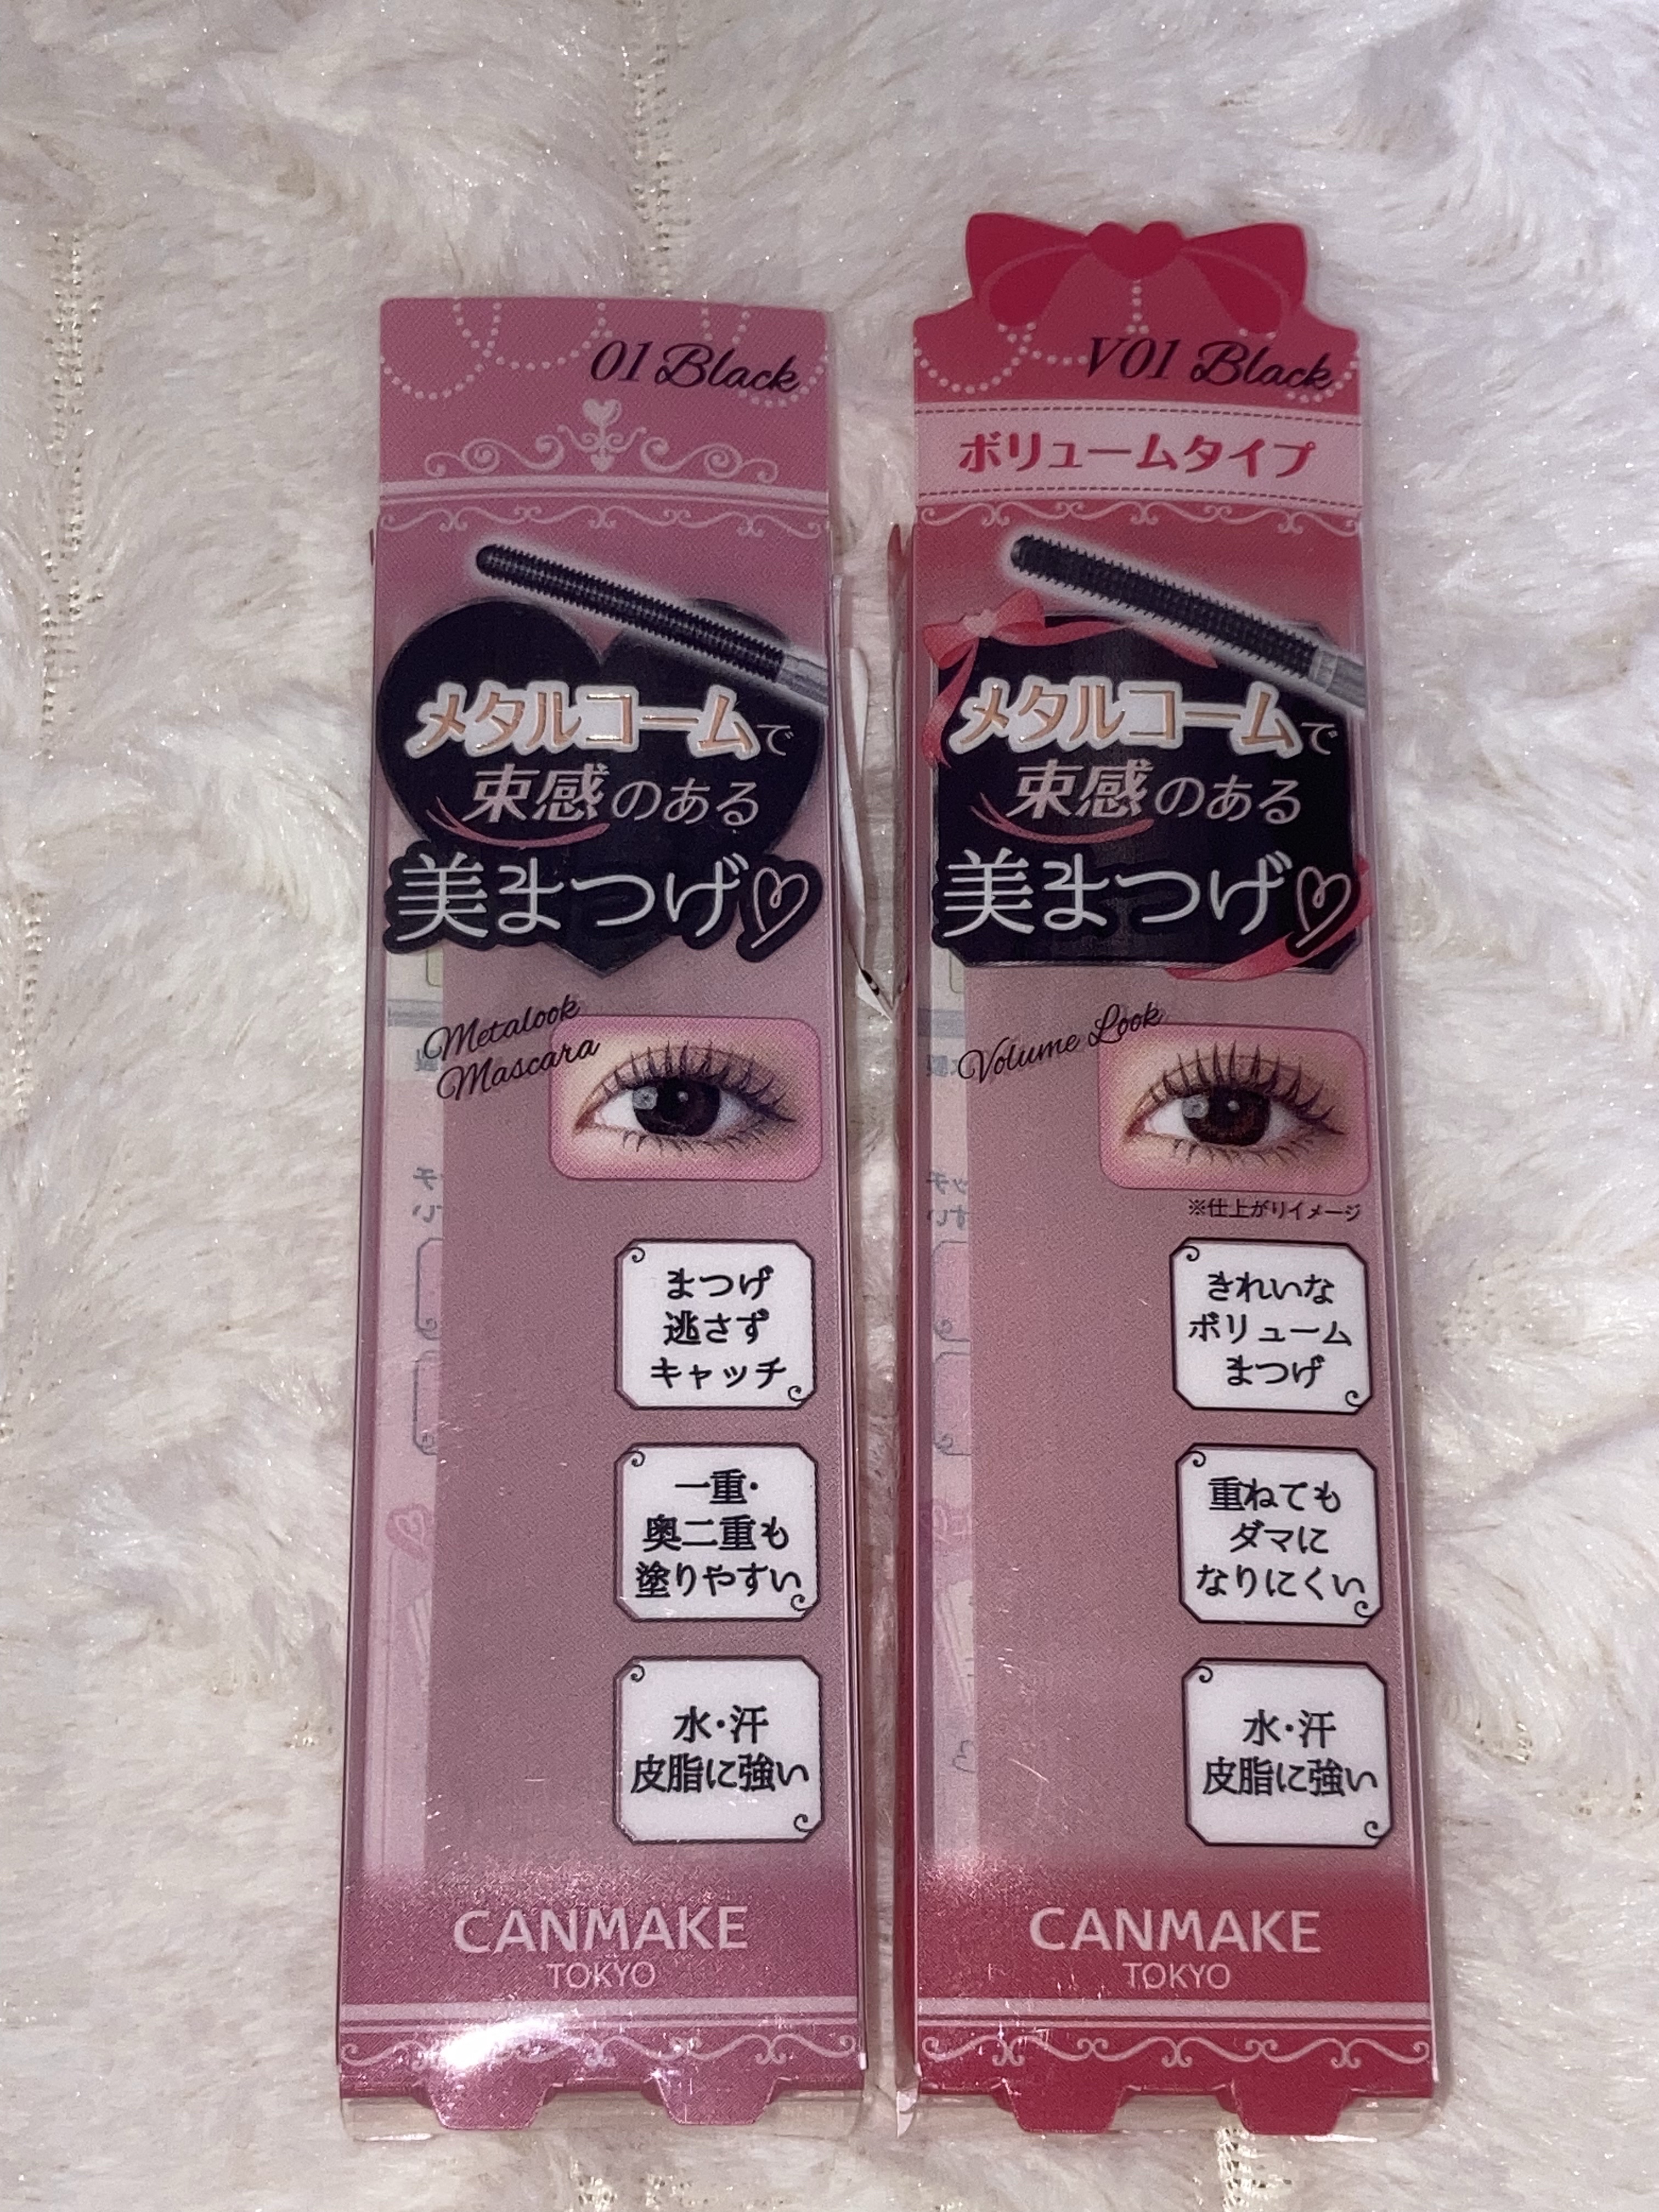 01 Black
メタルコームで
束感のある
美まつげ♡
Metalook
Mascara
まつげ
逃さず
キャッチ
一重・
奥二重も
塗りやすい
水・汗
皮脂に強い
CANMAKE
TOKYO
V01 Black
ボリュームタイプ
メタルコームで
束感のある
美まつげ♡
Volume Look
※仕上がりイメージ
きれいな
ボリューム
まつげ
重ねても
ダマに
なりにくい
水・汗
皮脂に強い
CANMAKE
TOKYO